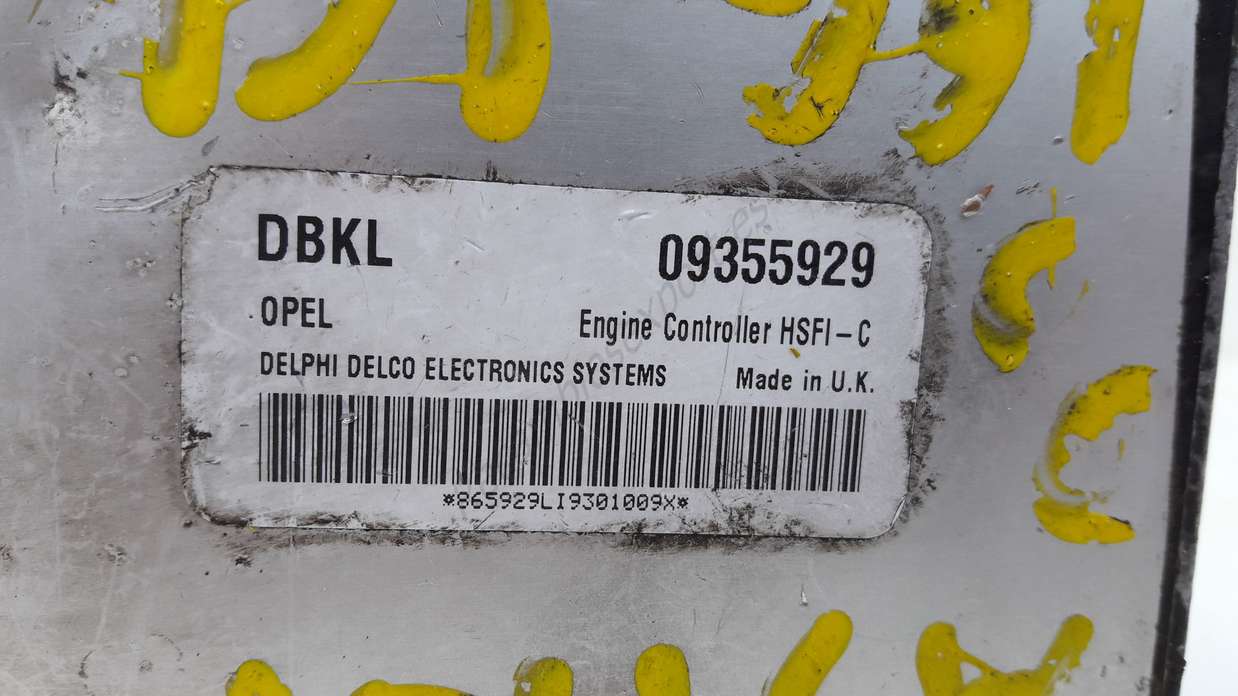 DBKL 09355929
OPEL Engine Controller HSFI-C
DELPHI DELCO ELECTRONICS SYSTEMS Made in U.K.
*865929LI9301009X*